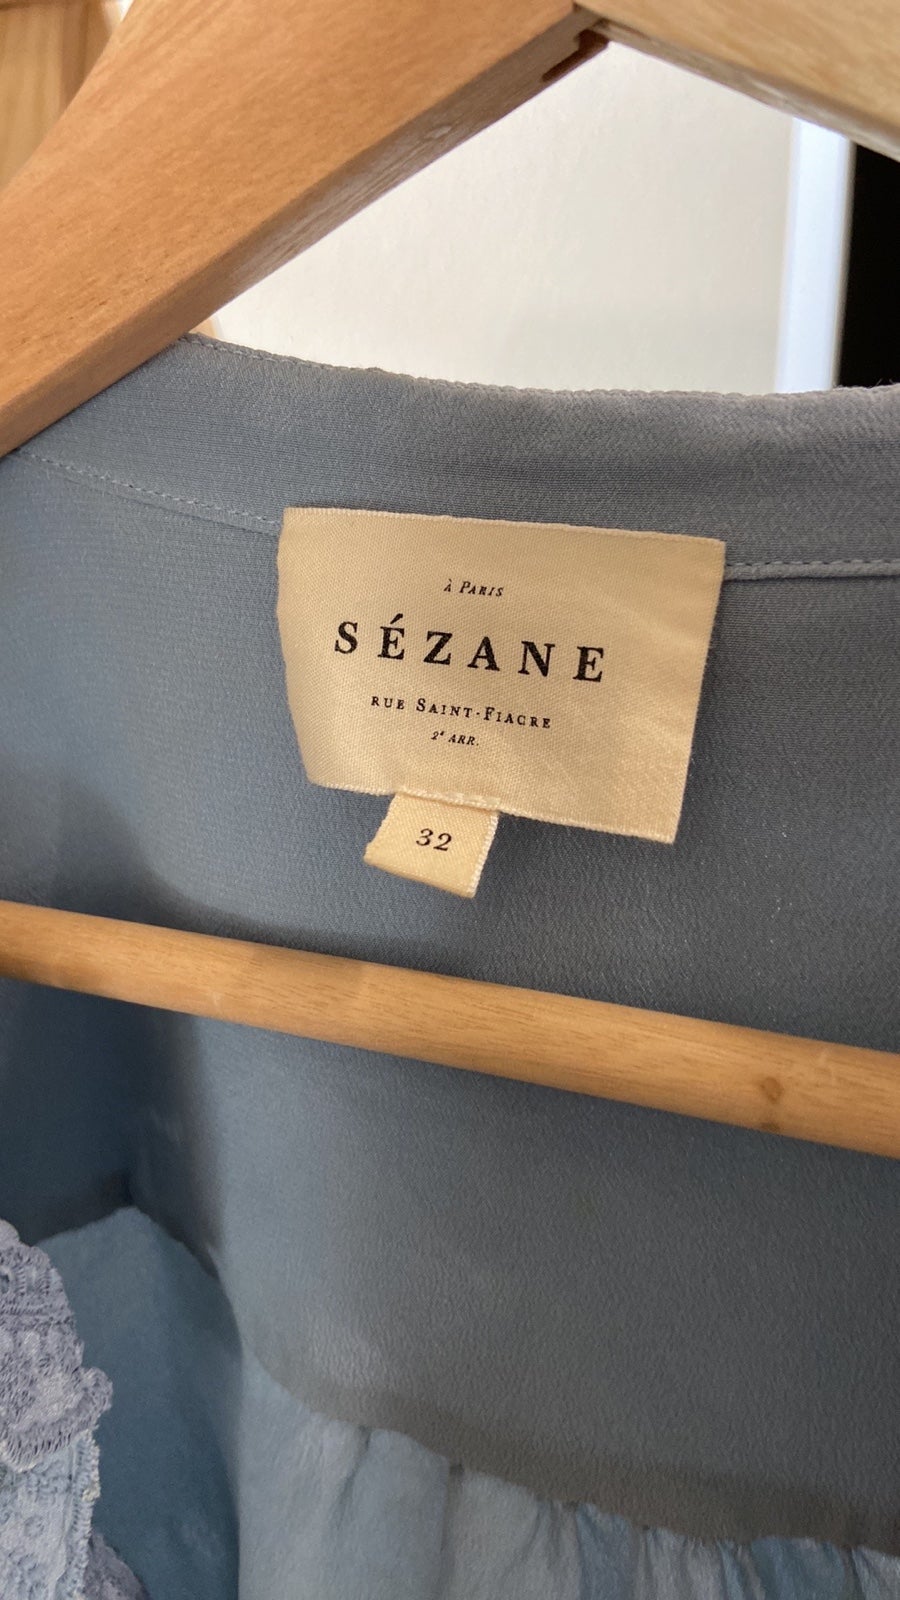 à Paris
SÉZANE
rue Saint-Fiacre
2e ARR.
32